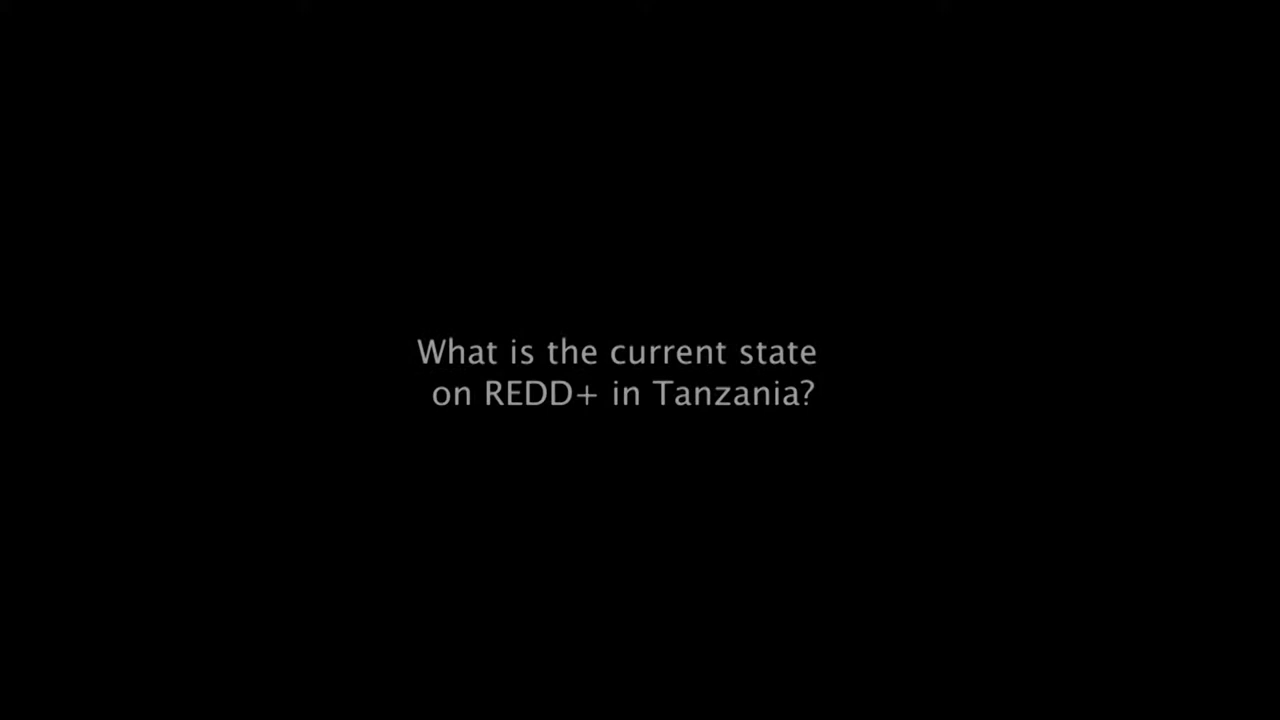 What is the current state
on REDD+ in Tanzania?